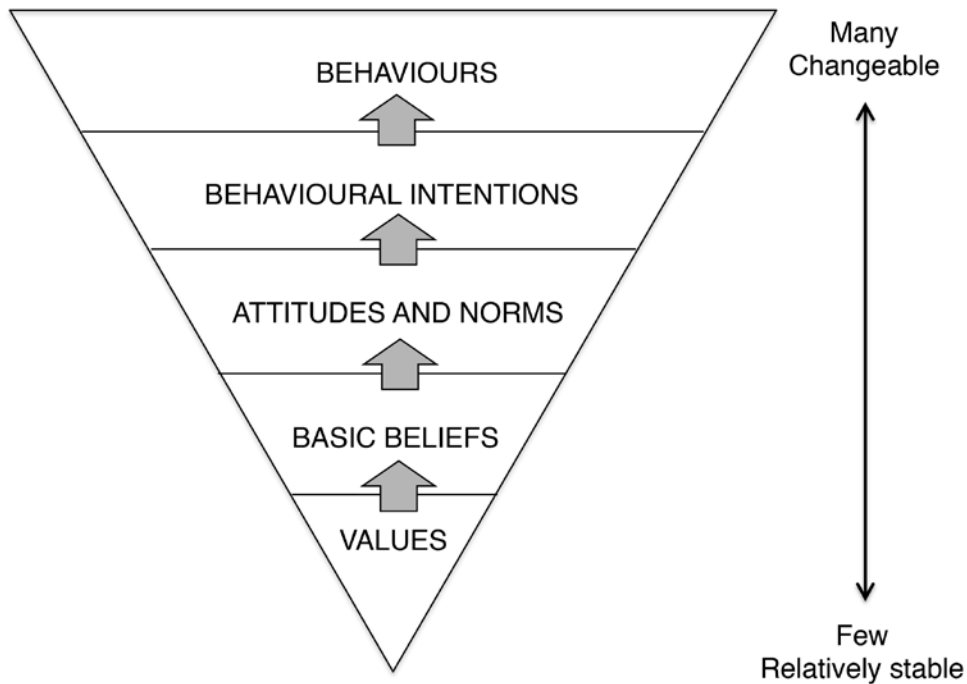 Many
Changeable
BEHAVIOURS
BEHAVIOURAL INTENTIONS
ATTITUDES AND NORMS
BASIC BELIEFS
VALUES
Few
Relatively stable